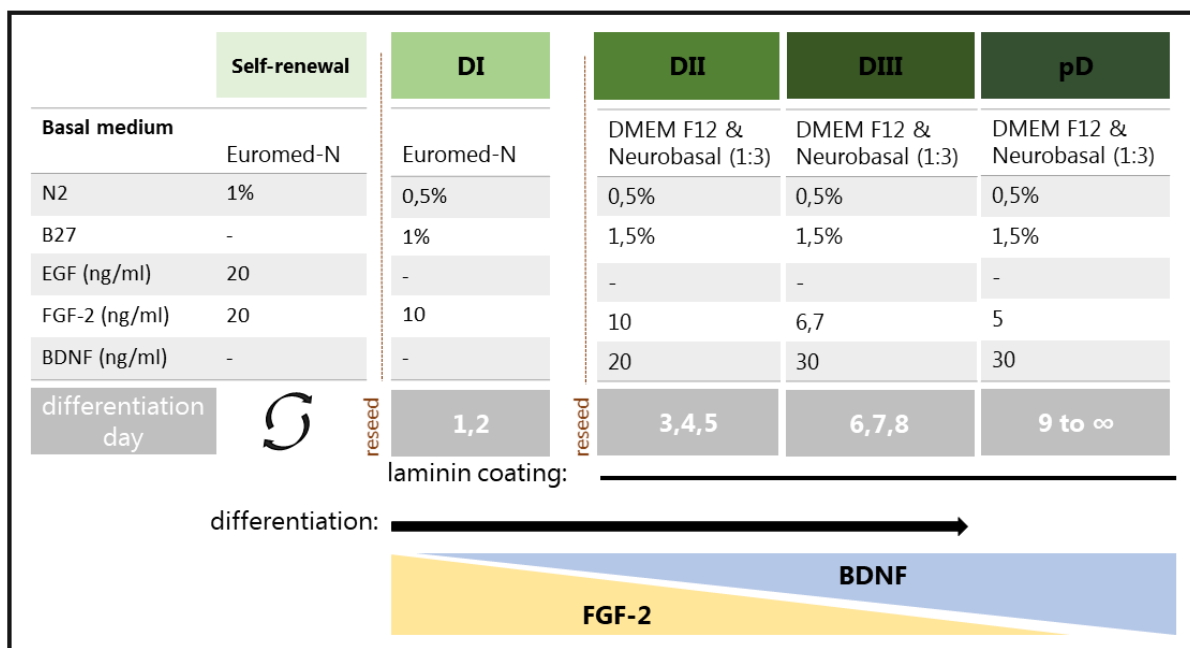 Self-renewal DI DII DIII pD
Basal medium
DMEM F12 & DMEM F12 & DMEM F12 &
Euromed-N Euromed-N Neurobasal (1:3) Neurobasal (1:3) Neurobasal (1:3)
N2 1% 0,5% 0,5% 0,5% 0,5%
B27 - 1% 1,5% 1,5% 1,5%
EGF (ng/ml) 20 - - - -
FGF-2 (ng/ml) 20 10 10 6,7 5
BDNF (ng/ml) - - 20 30 30
differentiation
day
reseed
1,2
reseed
3,4,5 6,7,8 9 to ∞
laminin coating:
differentiation:
BDNF
FGF-2